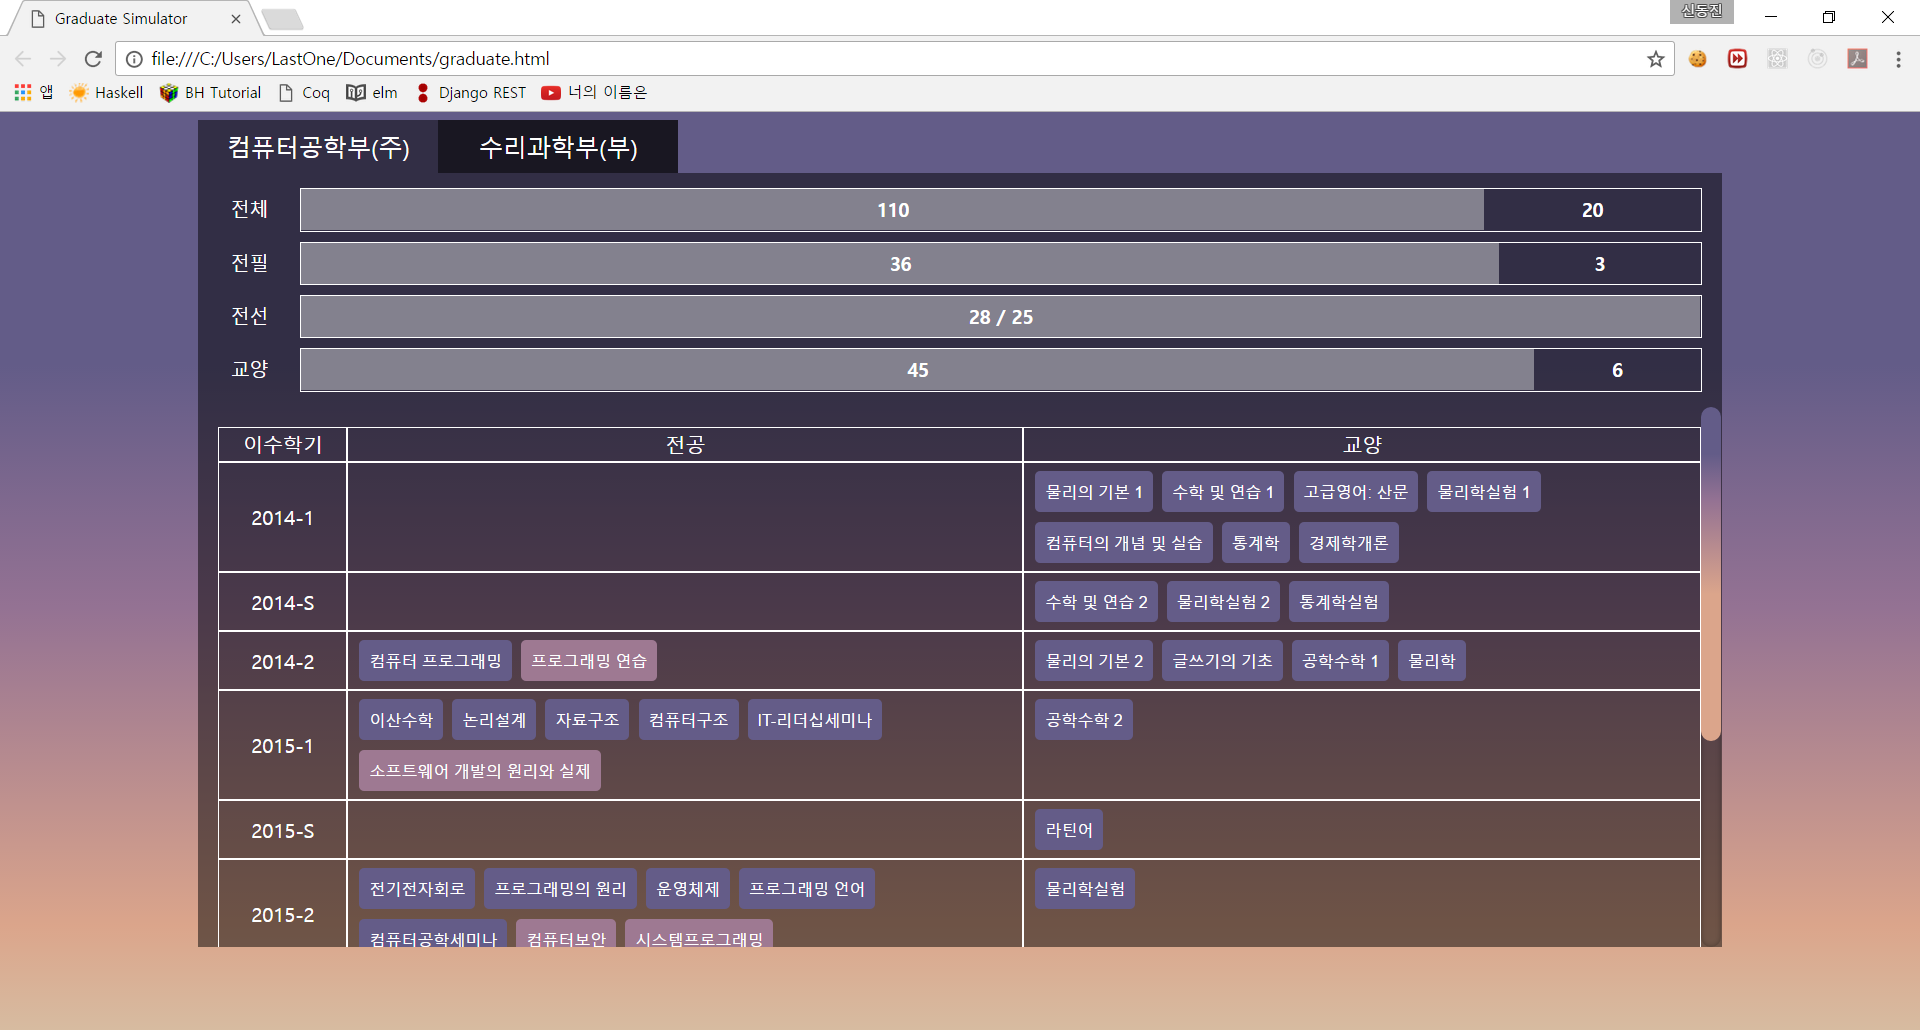 Graduate Simulator
신동진
file:///C:/Users/LastOne/Documents/graduate.html
앱 Haskell BH Tutorial Coq elm Django REST 너의 이름은
컴퓨터공학부(주) 수리과학부(부)
전체 110 20
전필 36 3
전선 28 / 25
교양 45 6
이수학기 전공 교양
2014-1
물리의 기본 1 수학 및 연습 1 고급영어: 산문 물리학실험 1
컴퓨터의 개념 및 실습 통계학 경제학개론
2014-S 수학 및 연습 2 물리학실험 2 통계학실험
2014-2 컴퓨터 프로그래밍 프로그래밍 연습 물리의 기본 2 글쓰기의 기초 공학수학 1 물리학
2015-1
이산수학 논리설계 자료구조 컴퓨터구조 IT-리더십세미나
소프트웨어 개발의 원리와 실제
공학수학 2
2015-S 라틴어
2015-2
전기전자회로 프로그래밍의 원리 운영체제 프로그래밍 언어
컴퓨터공학세미나 컴퓨터보안 시스템프로그래밍
물리학실험